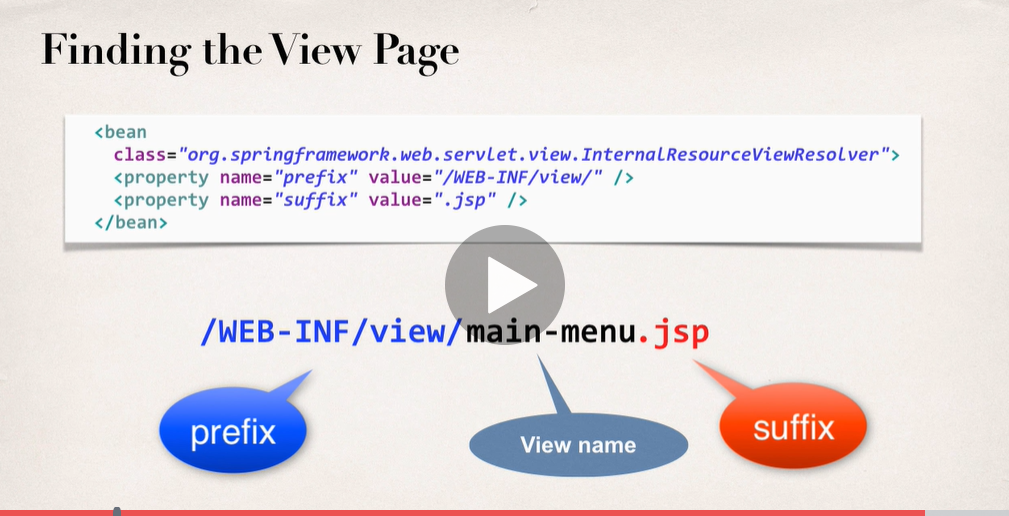 Finding the View Page
<bean
class="org.springframework.web.servlet.view.InternalResourceViewResolver">
<property name="prefix" value="/WEB-INF/view/" />
<property name="suffix" value=".jsp" />
</bean>
/WEB-INF/view/main-menu.jsp
prefix
View name
suffix